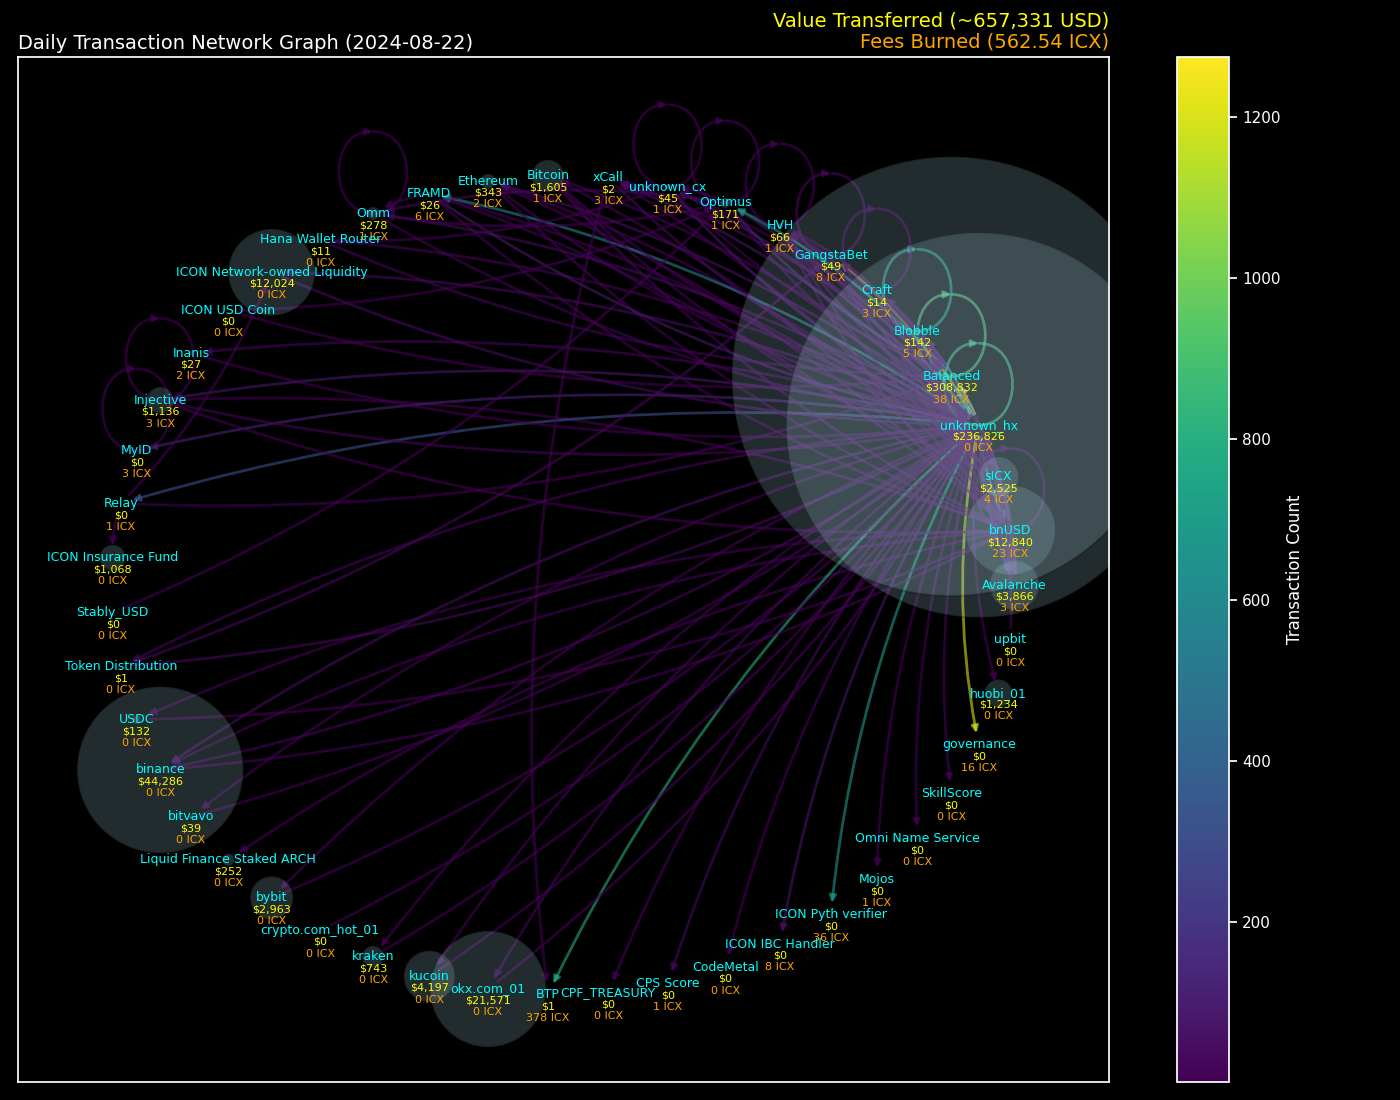 Value Transferred (~657,331 USD)
Daily Transaction Network Graph (2024-08-22)
Fees Burned (562.54 ICX)
Bitcoin
$1,605
1 ICX
xCall
$2
3 ICX
Ethereum
$343
2 ICX
unknown_cx
$45
1 ICX
FRAMD
$26
6 ICX
Optimus
$171
1 ICX
Omm
$278
1 ICX
HVH
$66
1 ICX
Hana Wallet Router
$11
0 ICX
GangstaBet
$49
8 ICX
ICON Network-owned Liquidity
$12,024
0 ICX
Craft
$14
3 ICX
ICON USD Coin
$0
0 ICX
Blobble
$142
5 ICX
Inanis
$27
2 ICX
Balanced
$308,832
38 ICX
Injective
$1,136
3 ICX
unknown_hx
$236,826
0 ICX
MyID
$0
3 ICX
sICX
$2,525
4 ICX
Relay
$0
1 ICX
bnUSD
$12,840
23 ICX
ICON Insurance Fund
$1,068
0 ICX
Avalanche
$3,866
3 ICX
Stably_USD
$0
0 ICX
upbit
$0
0 ICX
Token Distribution
$1
0 ICX
huobi_01
$1,234
0 ICX
USDC
$132
0 ICX
governance
$0
16 ICX
binance
$44,286
0 ICX
SkillScore
$0
0 ICX
bitvavo
$39
0 ICX
Omni Name Service
$0
0 ICX
Liquid Finance Staked ARCH
$252
0 ICX
Mojos
$0
1 ICX
bybit
$2,963
0 ICX
ICON Pyth verifier
$0
36 ICX
crypto.com_hot_01
$0
0 ICX
ICON IBC Handler
$0
8 ICX
kraken
$743
0 ICX
CodeMetal
$0
0 ICX
kucoin
$4,197
0 ICX
CPS Score
$0
1 ICX
okx.com_01
$21,571
0 ICX
BTP
$1
378 ICX
CPF_TREASURY
$0
0 ICX
1200
1000
800
600
400
200
Transaction Count